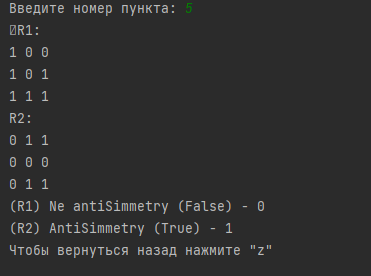 Введите номер пункта: 5
R1:
1 0 0
1 0 1
1 1 1
R2:
0 1 1
0 0 0
0 1 1
(R1) Ne antiSimmetry (False) - 0
(R2) AntiSimmetry (True) - 1
Чтобы вернуться назад нажмите "z"